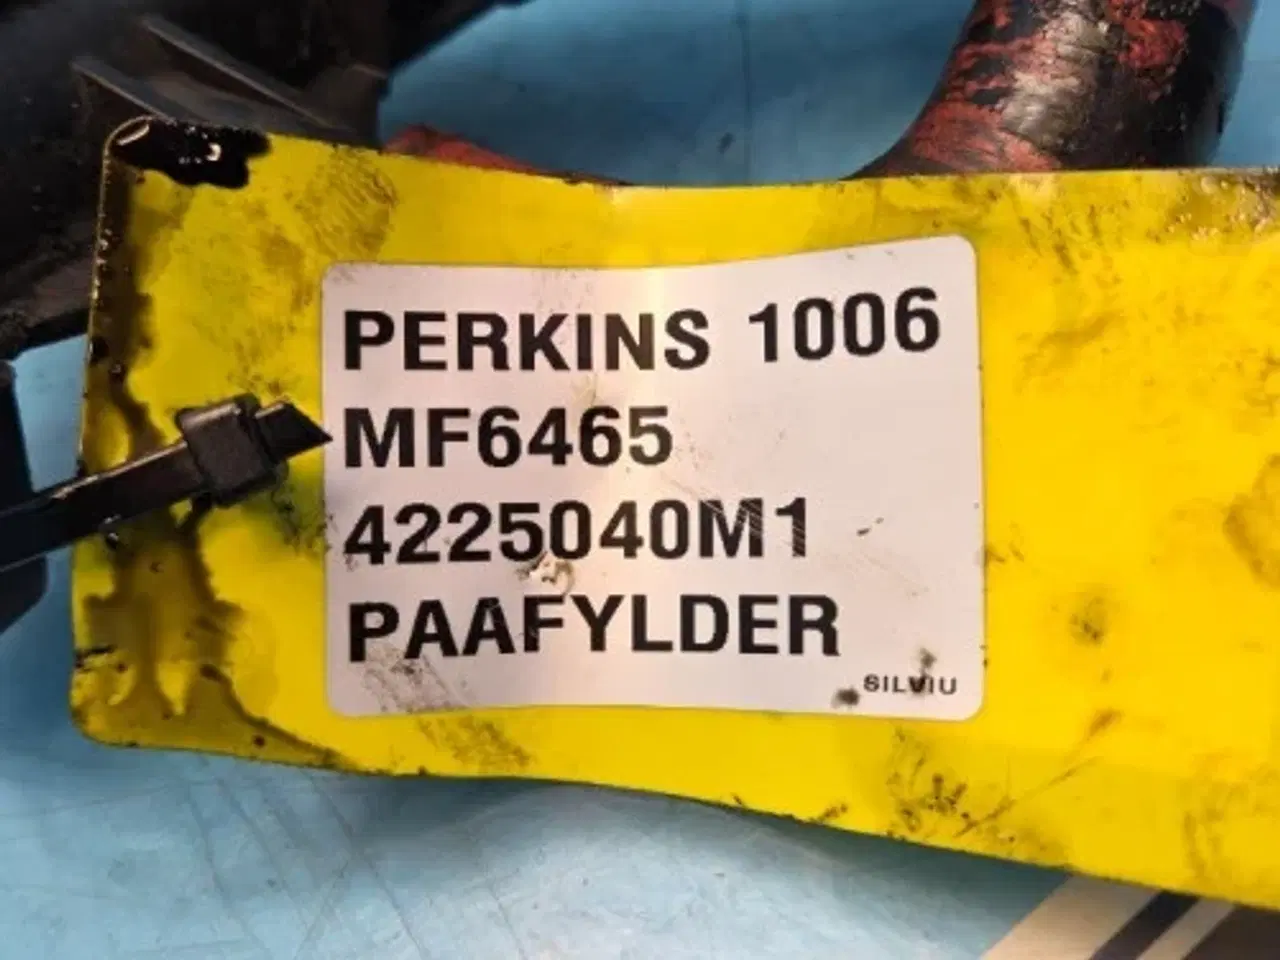 PERKINS 1006
MF6465
4225040M1
PAAFYLDER
SILVIU